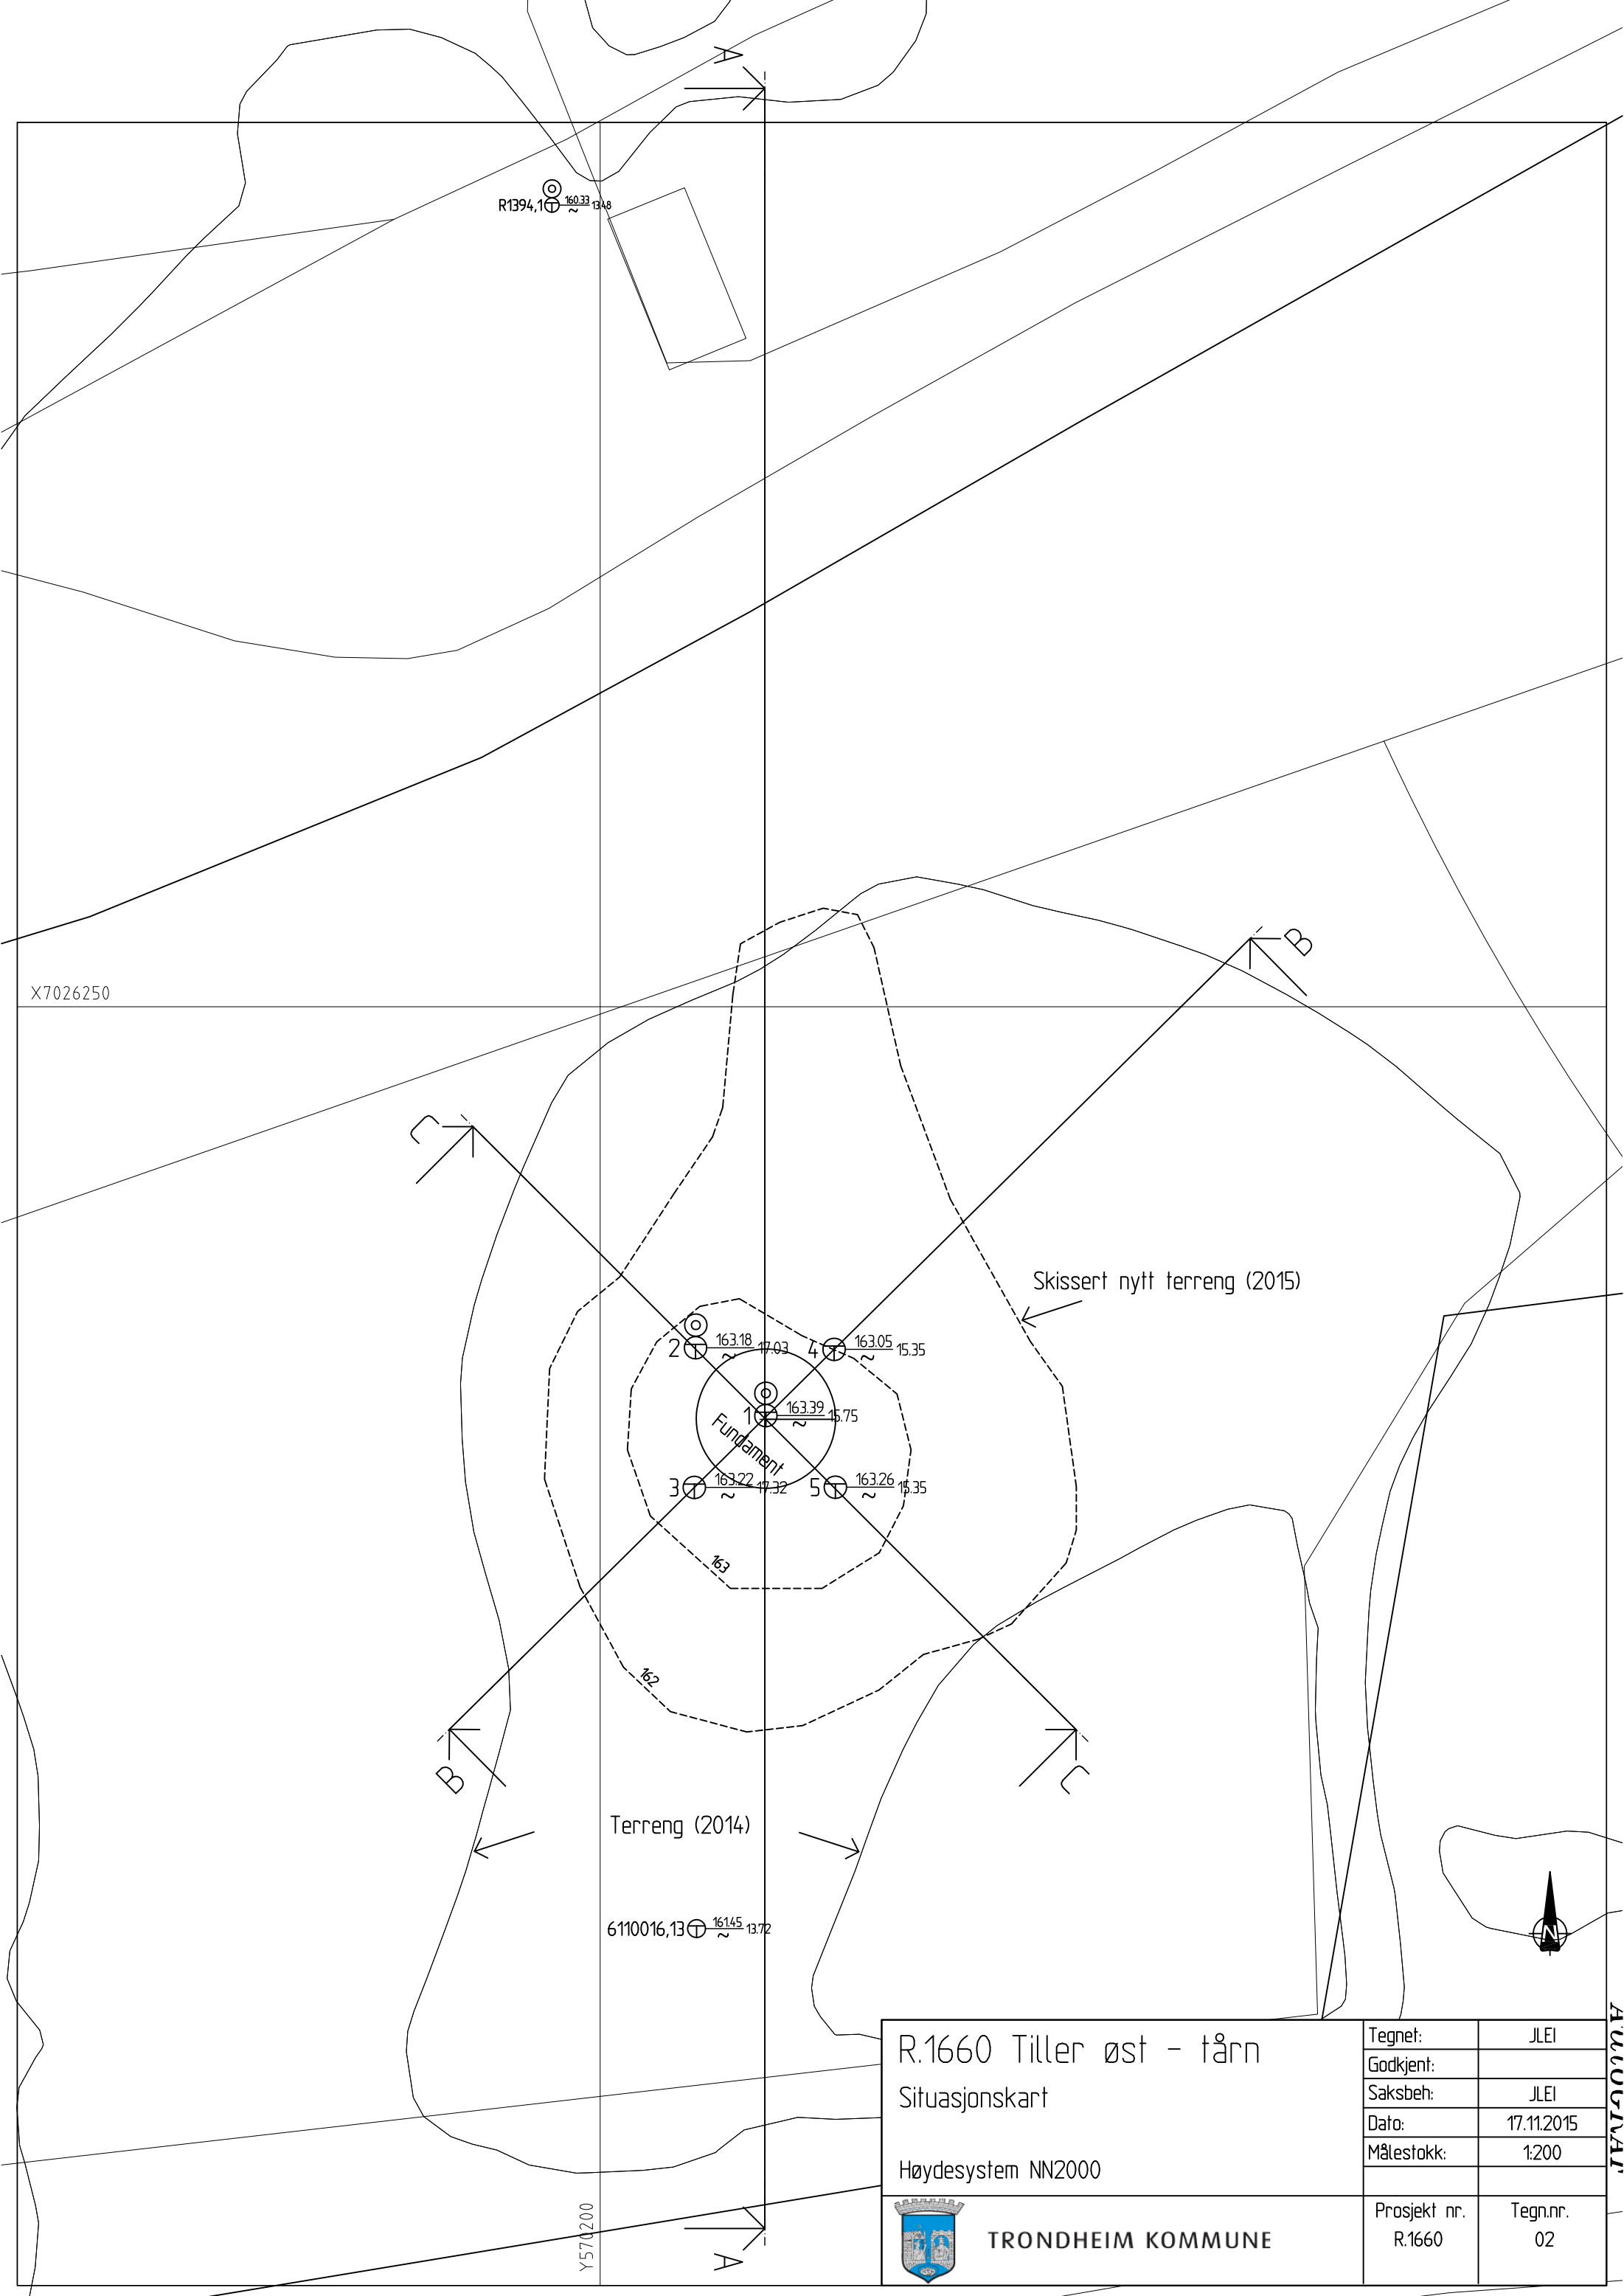 A
R1394,1 160.33 ~ 13.48
B
X7026250
C
Skissert nytt terreng (2015)
2 163.18 ~ 17.03
4 163.05 ~ 15.35
1 163.39 ~ 15.75
Fundament
3 163.22 ~ 17.32
5 163.26 ~ 15.35
163
162
B
C
Terreng (2014)
6110016,13 161.45 ~ 13.72
N
R.1660 Tiller øst - tårn
Situasjonskart
Høydesystem NN2000
Tegnet: JLEI
Godkjent:
Saksbeh: JLEI
Dato: 17.11.2015
Målestokk: 1:200
Prosjekt nr. Tegn.nr.
R.1660 02
TRONDHEIM KOMMUNE
Y570200
A